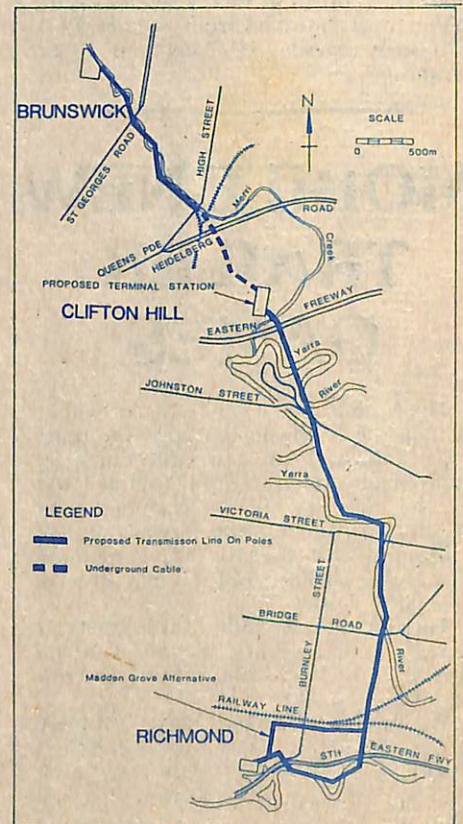 BRUNSWICK
ST GEORGES ROAD
HIGH STREET
N
SCALE
0 500m
Merri
Creek
QUEENS PDE
HEIDELBERG ROAD
PROPOSED TERMINAL STATION
CLIFTON HILL
EASTERN FREEWAY
Yarra
River
JOHNSTON STREET
Yarra
VICTORIA STREET
LEGEND
Proposed Transmisson Line On Poles
Underground Cable
BURNLEY STREET
BRIDGE ROAD
River
Madden Grove Alternative
RAILWAY LINE
RICHMOND
STH EASTERN FWY